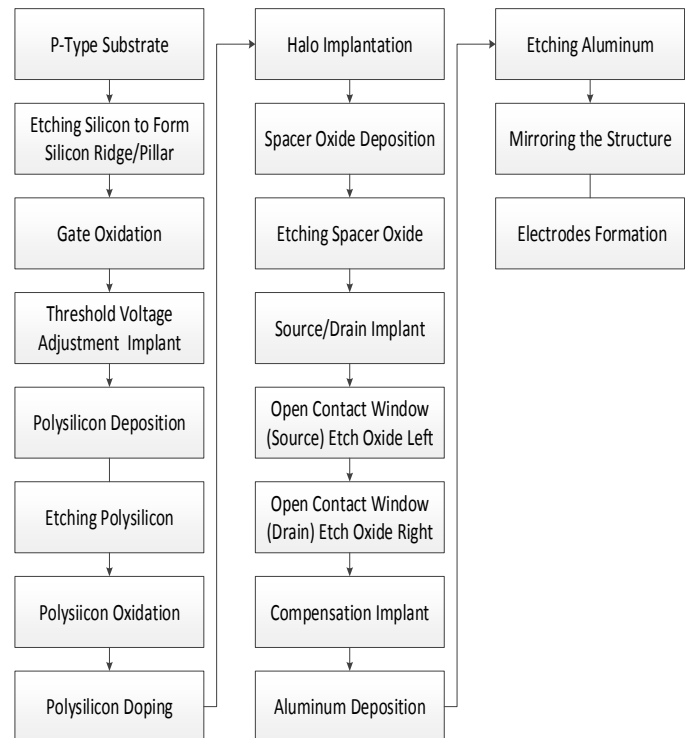 P-Type Substrate
Etching Silicon to Form
Silicon Ridge/Pillar
Gate Oxidation
Threshold Voltage
Adjustment Implant
Polysilicon Deposition
Etching Polysilicon
Polysiicon Oxidation
Polysilicon Doping
Halo Implantation
Spacer Oxide Deposition
Etching Spacer Oxide
Source/Drain Implant
Open Contact Window
(Source) Etch Oxide Left
Open Contact Window
(Drain) Etch Oxide Right
Compensation Implant
Aluminum Deposition
Etching Aluminum
Mirroring the Structure
Electrodes Formation